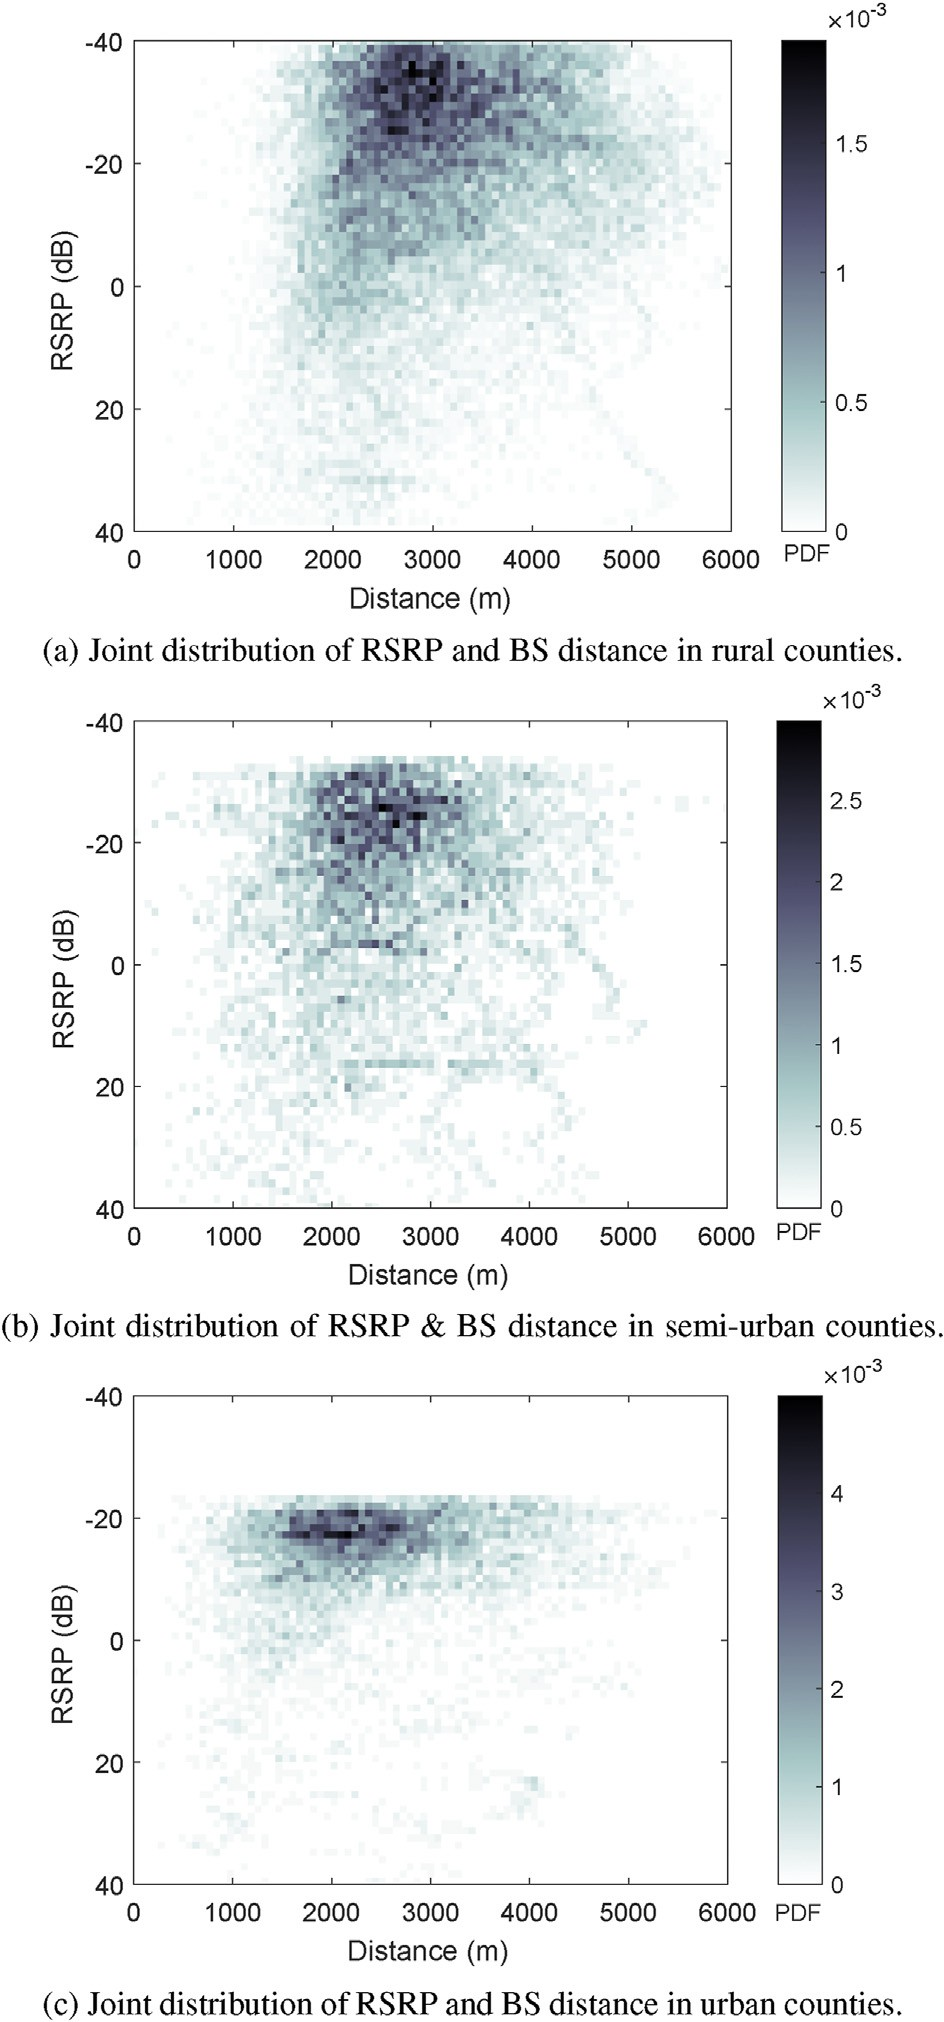 ×10-3
-40
-20
0
20
40
RSRP (dB)
0 1000 2000 3000 4000 5000 6000
Distance (m)
1.5
1
0.5
0
PDF
(a) Joint distribution of RSRP and BS distance in rural counties.
×10-3
-40
-20
0
20
40
RSRP (dB)
0 1000 2000 3000 4000 5000 6000
Distance (m)
2.5
2
1.5
1
0.5
0
PDF
(b) Joint distribution of RSRP & BS distance in semi-urban counties.
×10-3
-40
-20
0
20
40
RSRP (dB)
0 1000 2000 3000 4000 5000 6000
Distance (m)
4
3
2
1
0
PDF
(c) Joint distribution of RSRP and BS distance in urban counties.